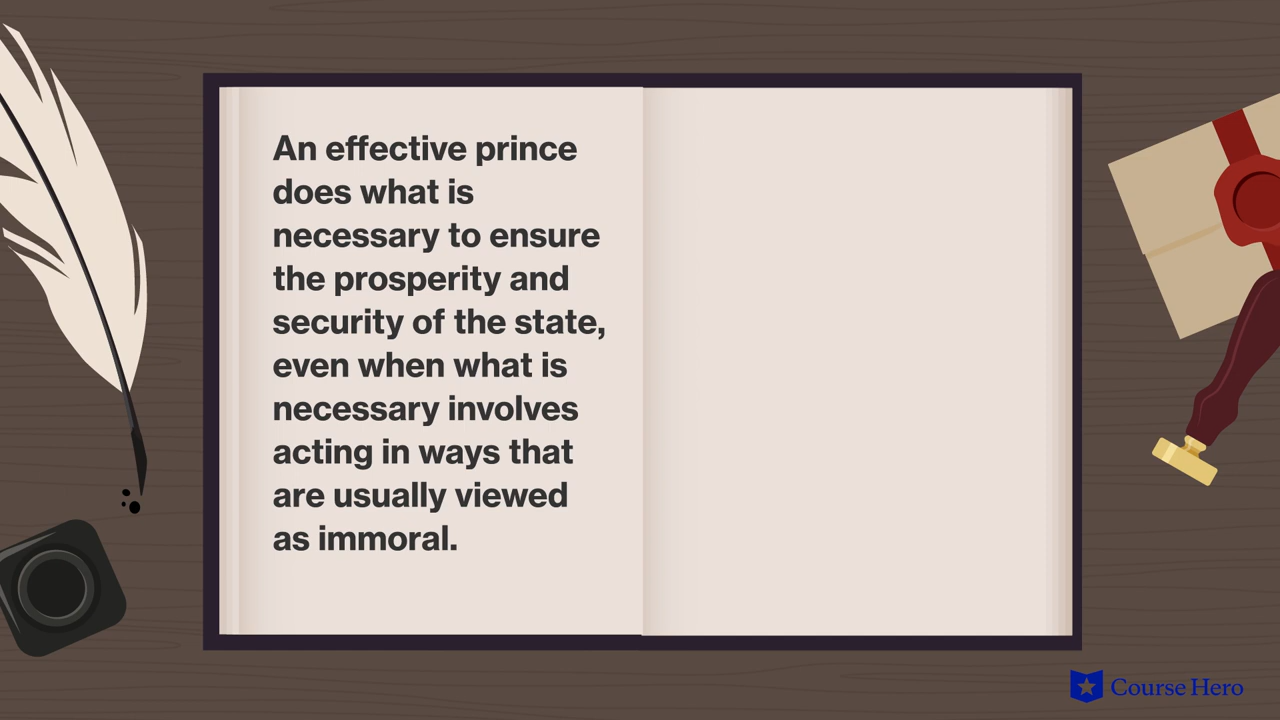 An effective prince
does what is
necessary to ensure
the prosperity and
security of the state,
even when what is
necessary involves
acting in ways that
are usually viewed
as immoral.
Course Hero